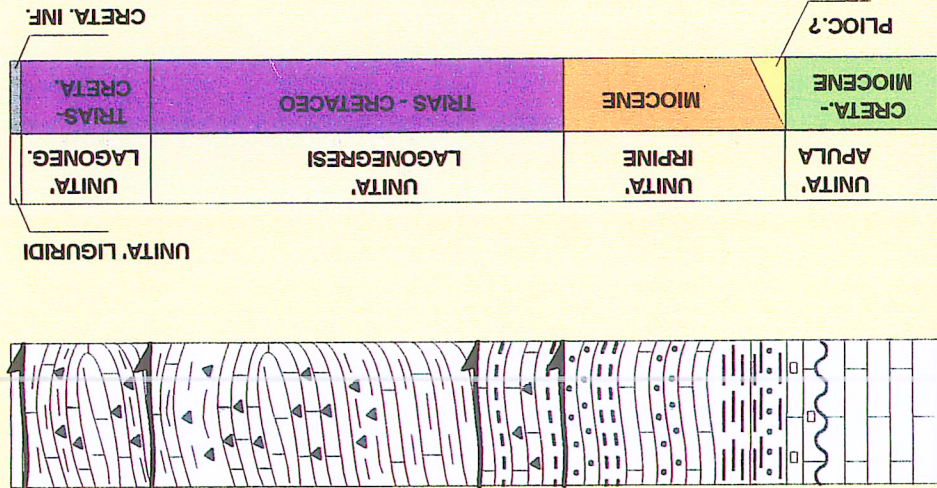 UNITA' LIGURIDI
UNITA'
APULA
UNITA'
IRPINE
UNITA'
LAGONEGRESI
UNITA'
LAGONEG.
CRETA.-
MIOCENE
MIOCENE
TRIAS - CRETACEO
TRIAS-
CRETA
PLIOC.?
CRETA. INF.